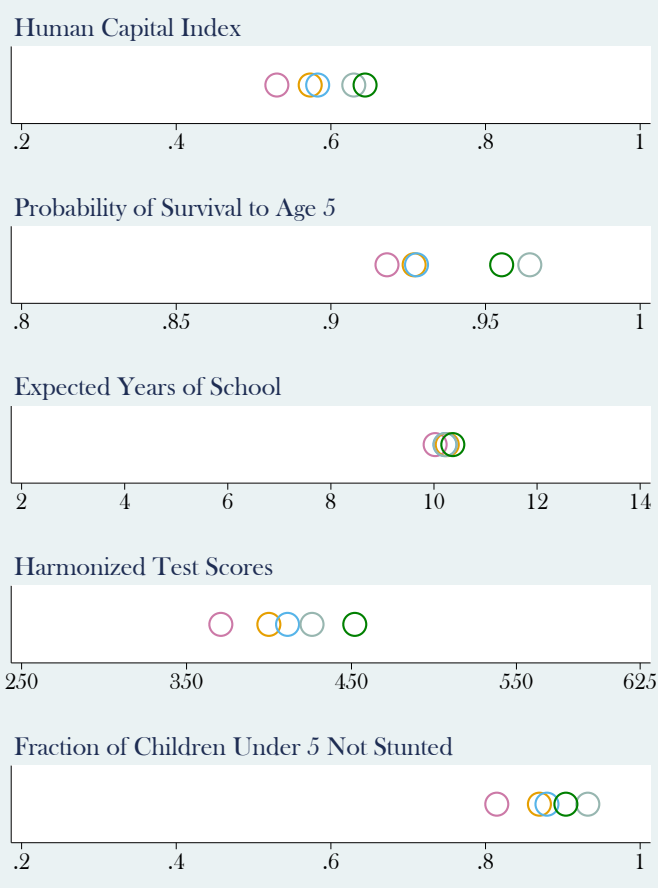 Human Capital Index
.2 .4 .6 .8 1
Probability of Survival to Age 5
.8 .85 .9 .95 1
Expected Years of School
2 4 6 8 10 12 14
Harmonized Test Scores
250 350 450 550 625
Fraction of Children Under 5 Not Stunted
.2 .4 .6 .8 1